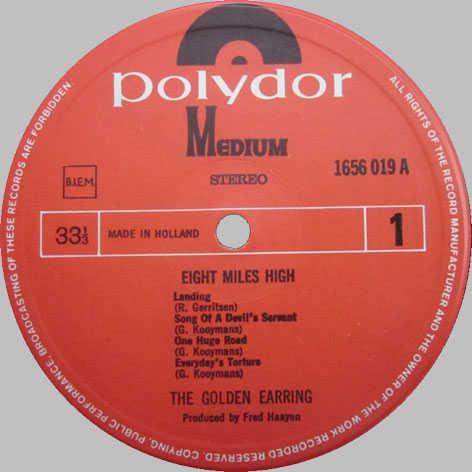 polydor
MEDIUM
STEREO
1656 019 A
B.I.E.M.
33 1/3
MADE IN HOLLAND
1
EIGHT MILES HIGH
Landing
(R. Gerritsen)
Song Of A Devil's Servant
(G. Kooymans)
One Huge Road
(G. Kooymans)
Everyday's Torture
(G. Kooymans)
THE GOLDEN EARRING
Produced by Fred Haayen
ALL RIGHTS OF THE RECORD MANUFACTURER AND THE OWNER OF THE WORK RECORDED RESERVED. COPYING, PUBLIC PERFORMANCE, BROADCASTING OF THESE RECORDS ARE FORBIDDEN.